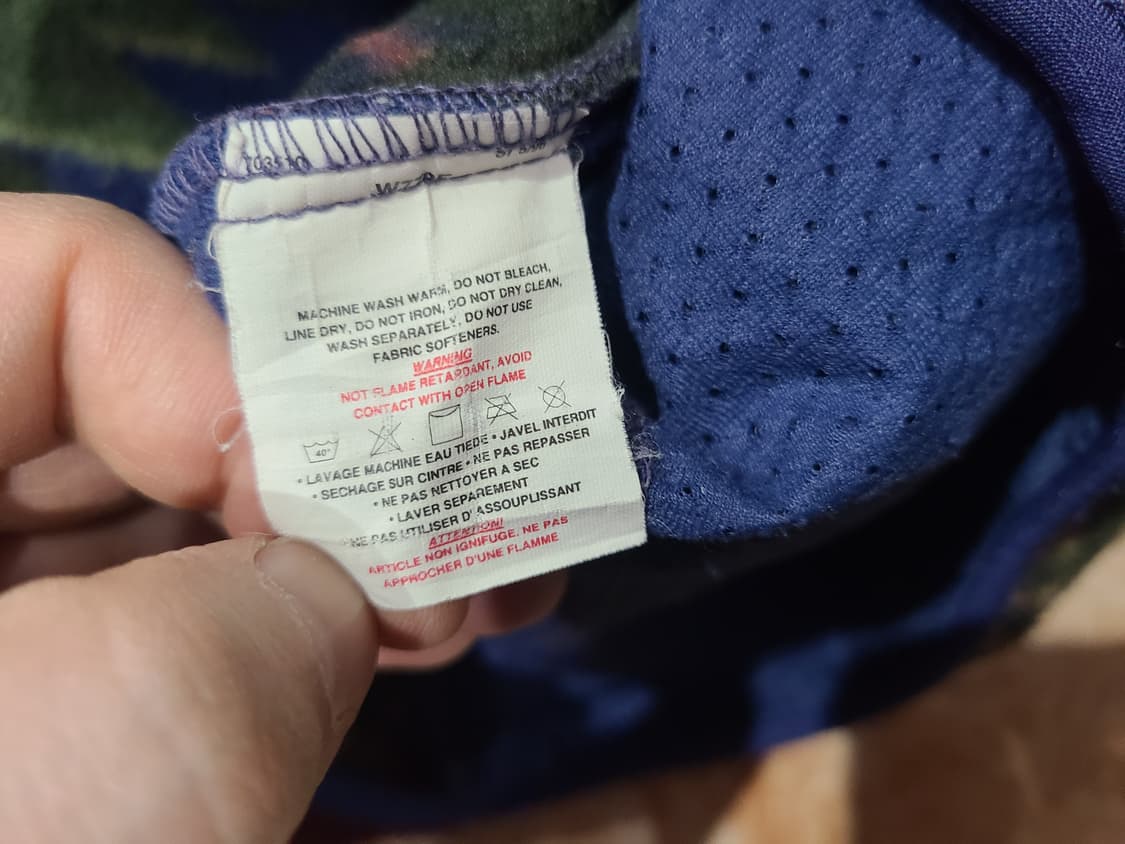 MACHINE WASH WARM, DO NOT BLEACH,
LINE DRY, DO NOT IRON, DO NOT DRY CLEAN,
WASH SEPARATELY, DO NOT USE
FABRIC SOFTENERS.
WARNING
NOT FLAME RETARDANT, AVOID
CONTACT WITH OPEN FLAME
40°
• LAVAGE MACHINE EAU TIEDE • JAVEL INTERDIT
• SECHAGE SUR CINTRE • NE PAS REPASSER
• NE PAS NETTOYER A SEC
• LAVER SEPAREMENT
• NE PAS UTILISER D'ASSOUPLISSANT
ATTENTION!
ARTICLE NON IGNIFUGE. NE PAS
APPROCHER D'UNE FLAMME